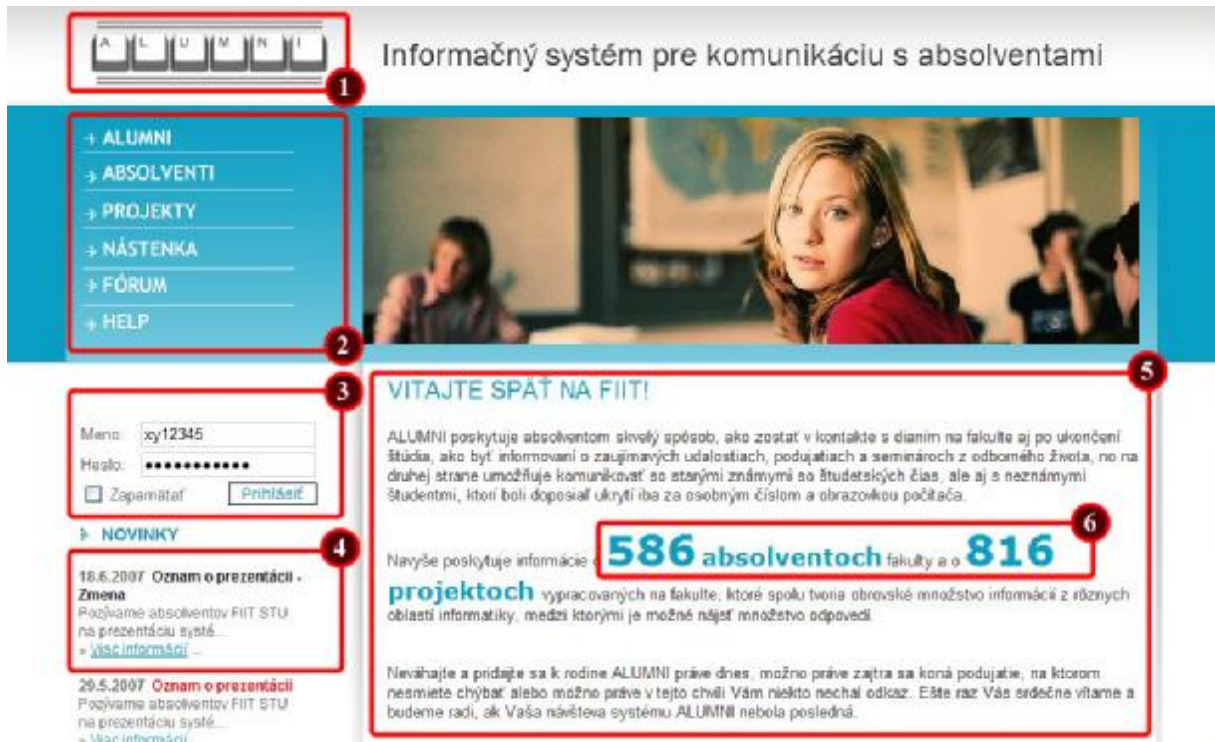 A L U M N I
1
Informačný systém pre komunikáciu s absolventami
ALUMNI
ABSOLVENTI
PROJEKTY
NÁSTENKA
FÓRUM
HELP
2
3
Meno: xy12345
Heslo:
Zapamätať Prihlásiť
NOVINKY
4
18.6.2007 Oznam o prezentácii -
Zmena
Pozývame absolventov FIIT STU
na prezentáciu systé...
» Viac informácií ...
29.5.2007 Oznam o prezentácii
Pozývame absolventov FIIT STU
na prezentáciu systé...
» Viac informácií
5
VITAJTE SPÄŤ NA FIIT!
ALUMNI poskytuje absolventom skvelý spôsob, ako zostať v kontakte s dianím na fakulte aj po ukončení
štúdia, ako byť informovaní o zaujímavých udalostiach, podujatiach a seminároch z odborného života, no na
druhej strane umožňuje komunikovať so starými známymi so študetských čias, ale aj s neznámymi
študentmi, ktorí boli doposiaľ ukrytí iba za osobným číslom a obrazovkou počítača.
6
Navyše poskytuje informácie o 586 absolventoch fakulty a o 816
projektoch vypracovaných na fakulte, ktoré spolu tvoria obrovské množstvo informácií z rôznych
oblastí informatiky, medzi ktorými je možné nájsť množstvo odpovedí.
Neváhajte a pridajte sa k rodine ALUMNI práve dnes, možno práve zajtra sa koná podujatie, na ktorom
nesmiete chýbať alebo možno práve v tejto chvíli Vám niekto nechal odkaz. Ešte raz Vás srdečne vítame a
budeme radi, ak Vaša návšteva systému ALUMNI nebola posledná.